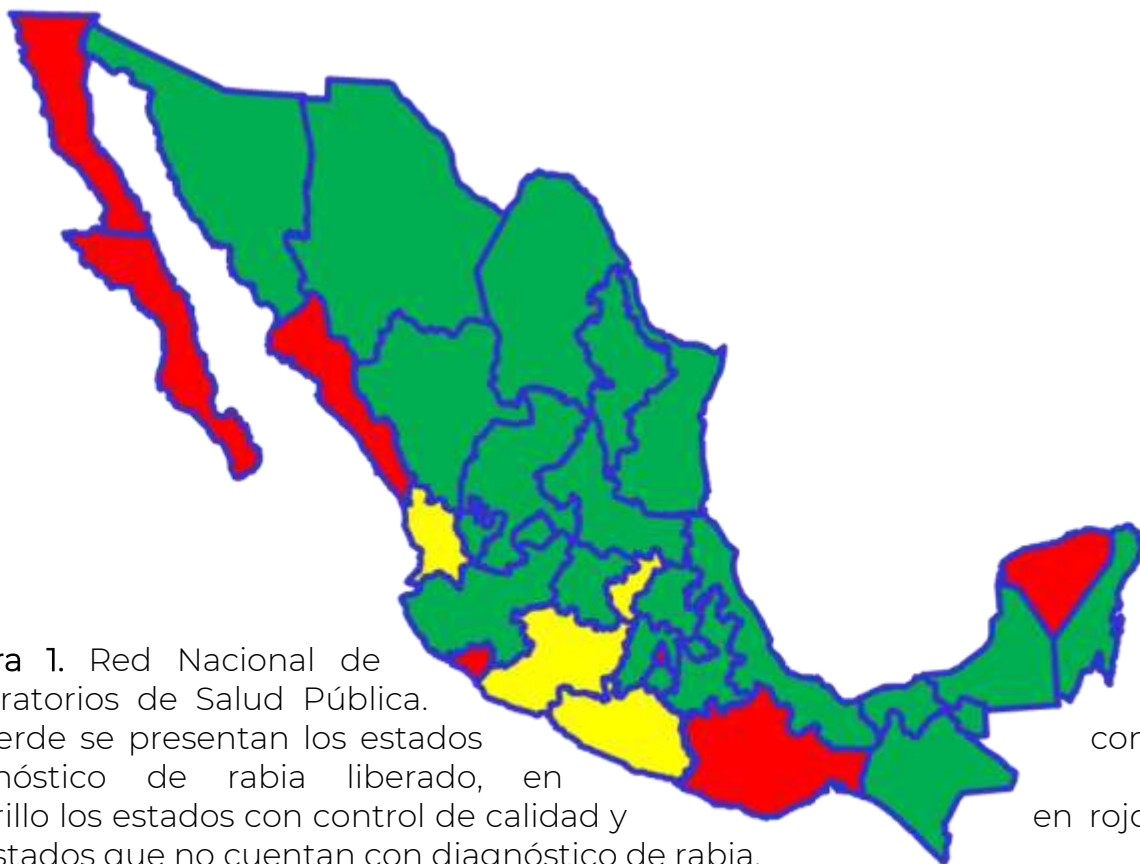 ra 1. Red Nacional de
ratorios de Salud Pública.
erde se presentan los estados con
nóstico de rabia liberado, en
rillo los estados con control de calidad y en rojo
stados que no cuentan con diagnóstico de rabia.